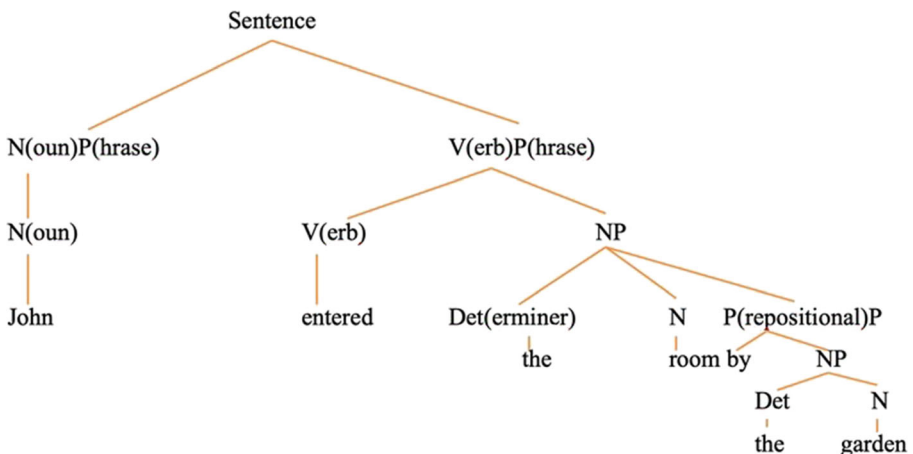 Sentence
N(oun)P(hrase) V(erb)P(hrase)
N(oun) V(erb) NP
John entered Det(erminer) N P(repositional)P
the room by NP
Det N
the garden